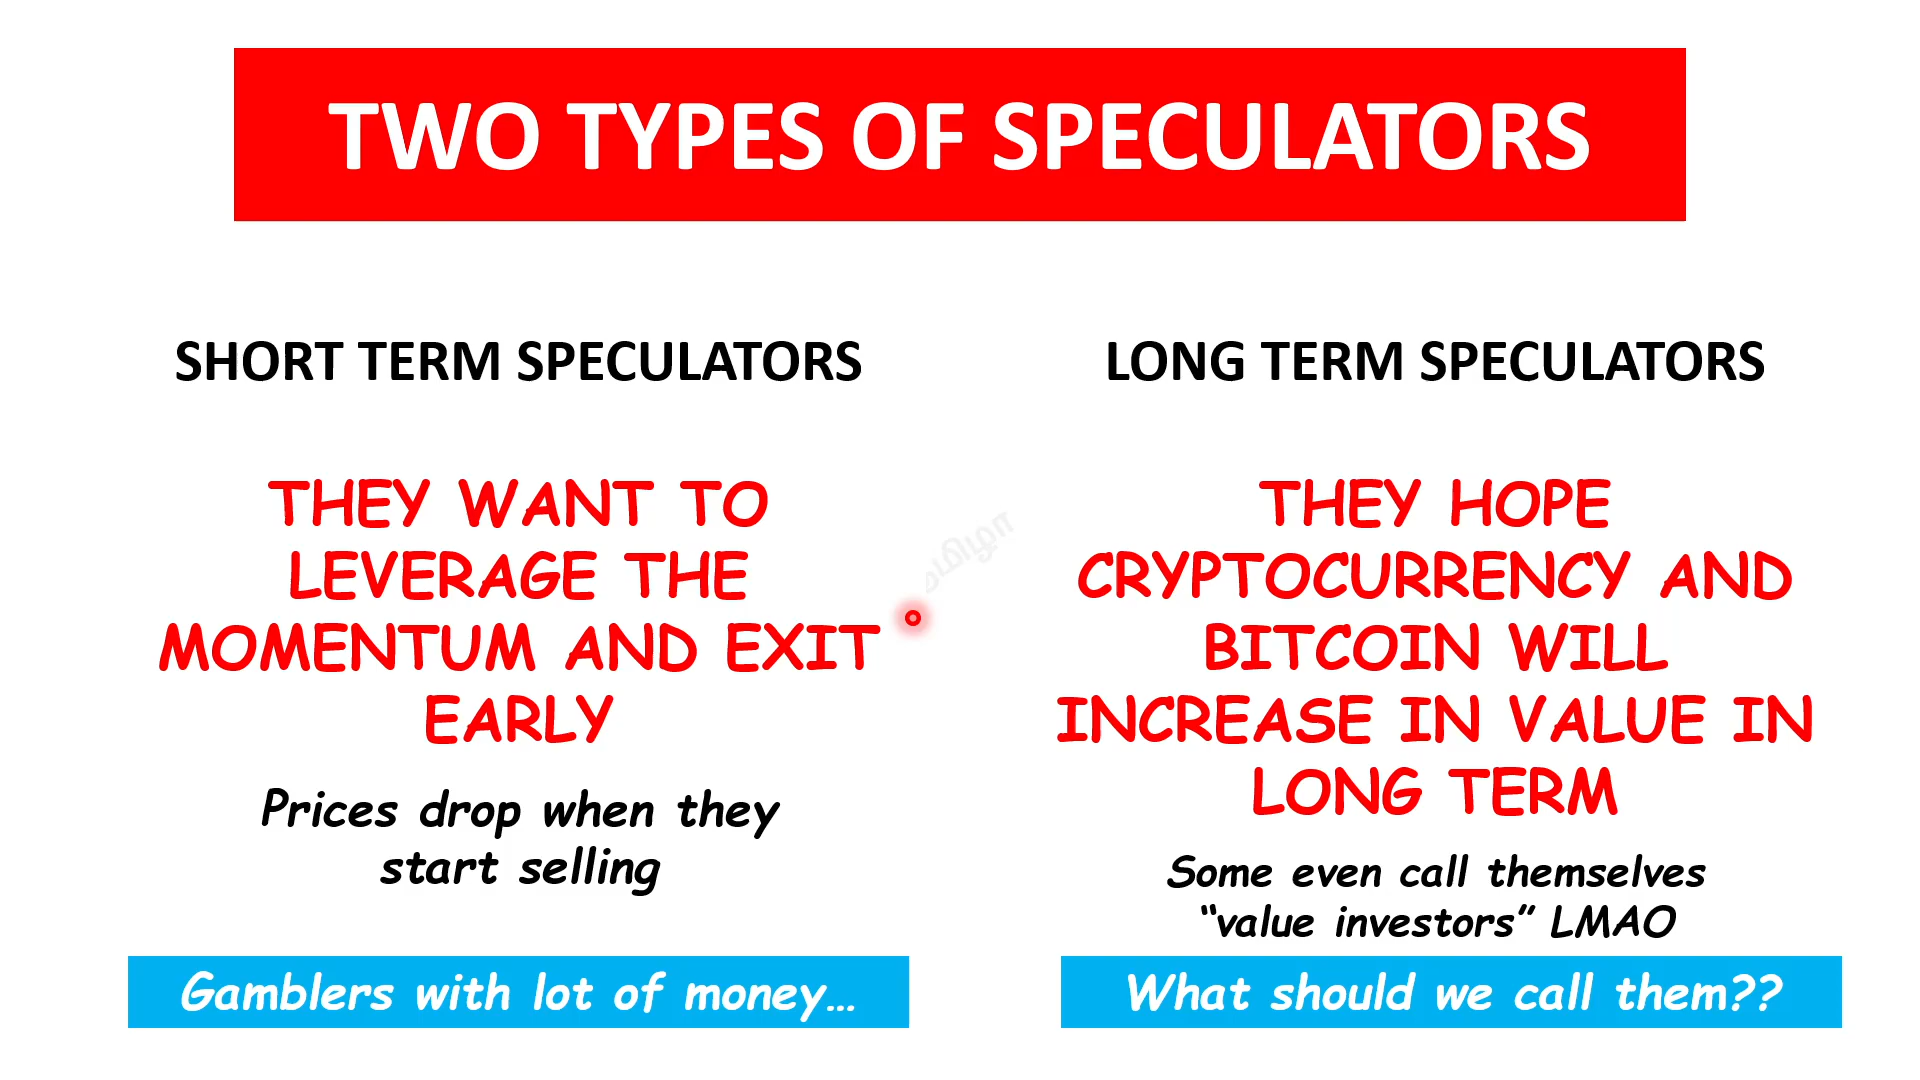 TWO TYPES OF SPECULATORS
SHORT TERM SPECULATORS
THEY WANT TO
LEVERAGE THE
MOMENTUM AND EXIT
EARLY
Prices drop when they
start selling
Gamblers with lot of money...
LONG TERM SPECULATORS
THEY HOPE
CRYPTOCURRENCY AND
BITCOIN WILL
INCREASE IN VALUE IN
LONG TERM
Some even call themselves
“value investors” LMAO
What should we call them??